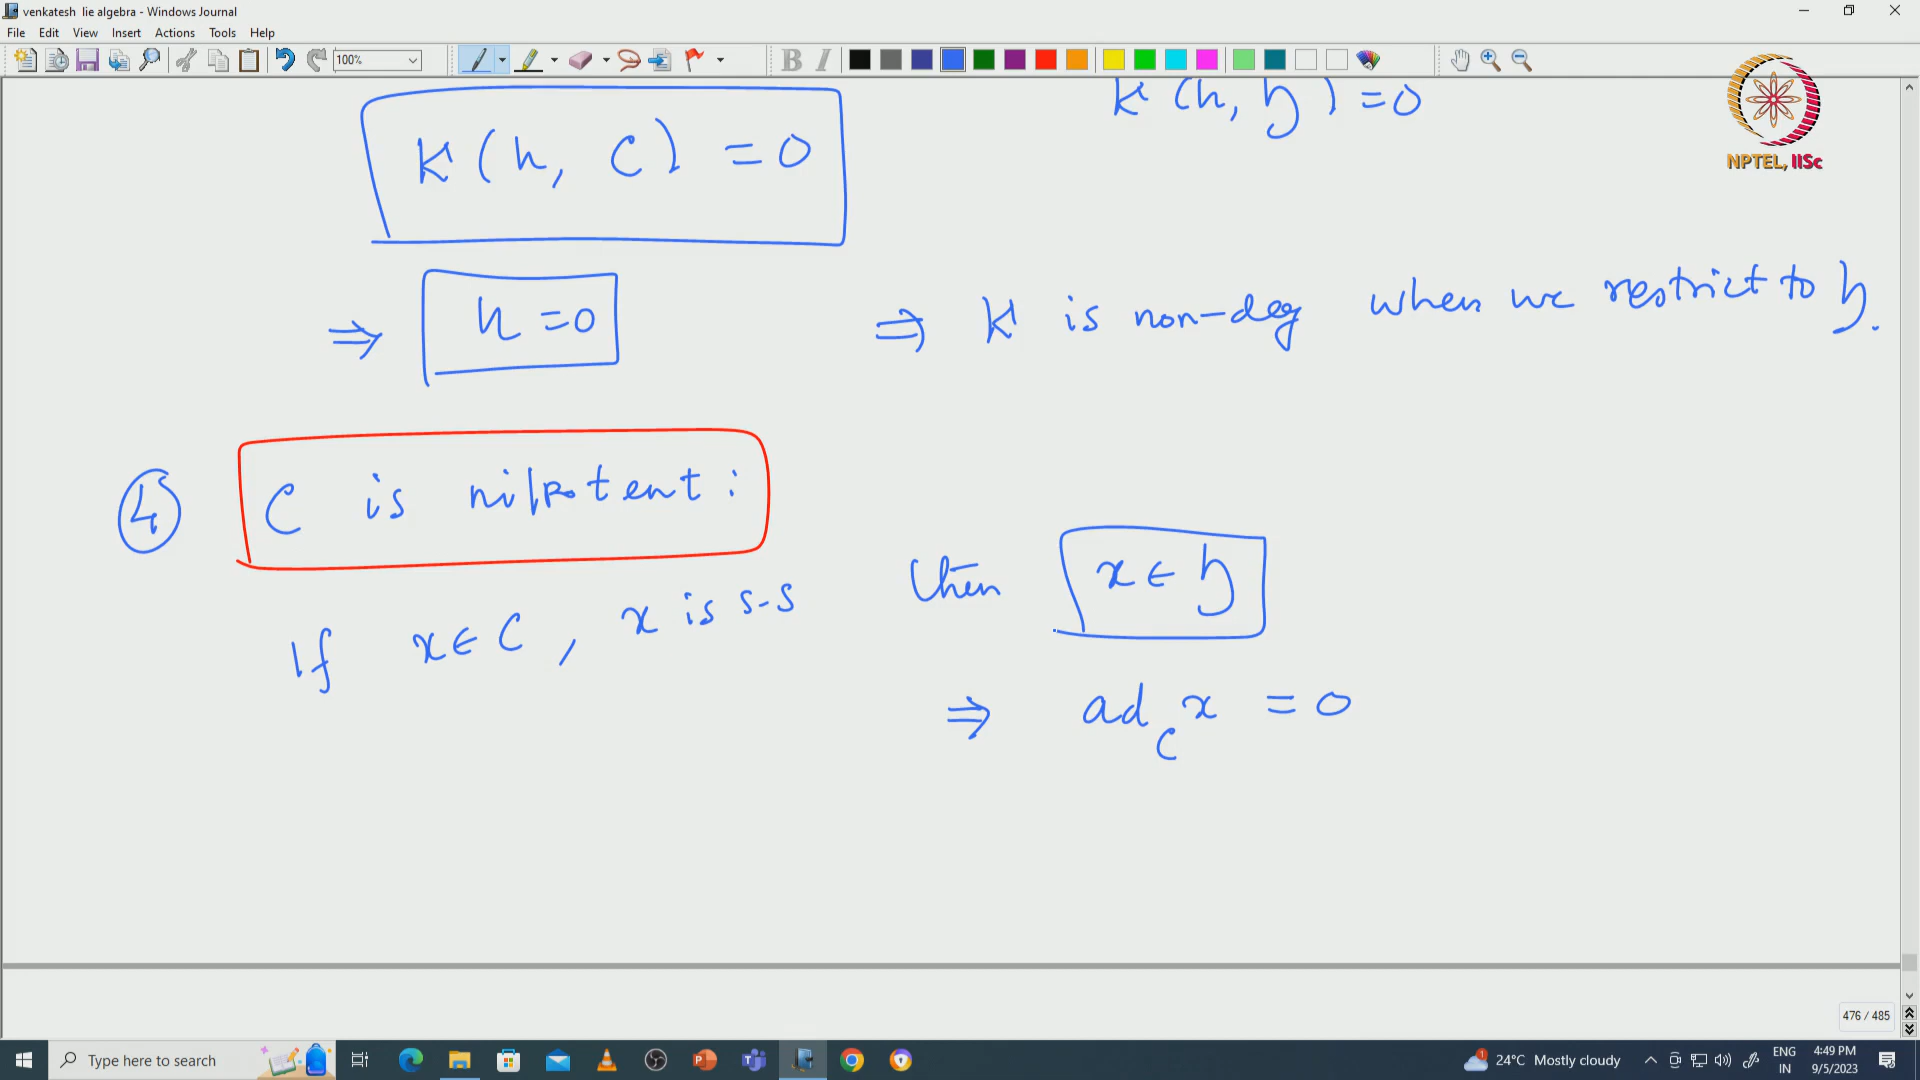 venkatesh lie algebra - Windows Journal
File Edit View Insert Actions Tools Help
100%
B I
NPTEL, IISc
K (h, 𝔥) = 0
K (h, C) = 0
⇒ h = 0
⇒ K is non-deg when we restrict to 𝔥.
④ C is nilpotent :
If x ∈ C , x is s-s
then x ∈ 𝔥
⇒ ad_C x = 0
476 / 485
Type here to search
24°C Mostly cloudy
ENG
IN
4:49 PM
9/5/2023